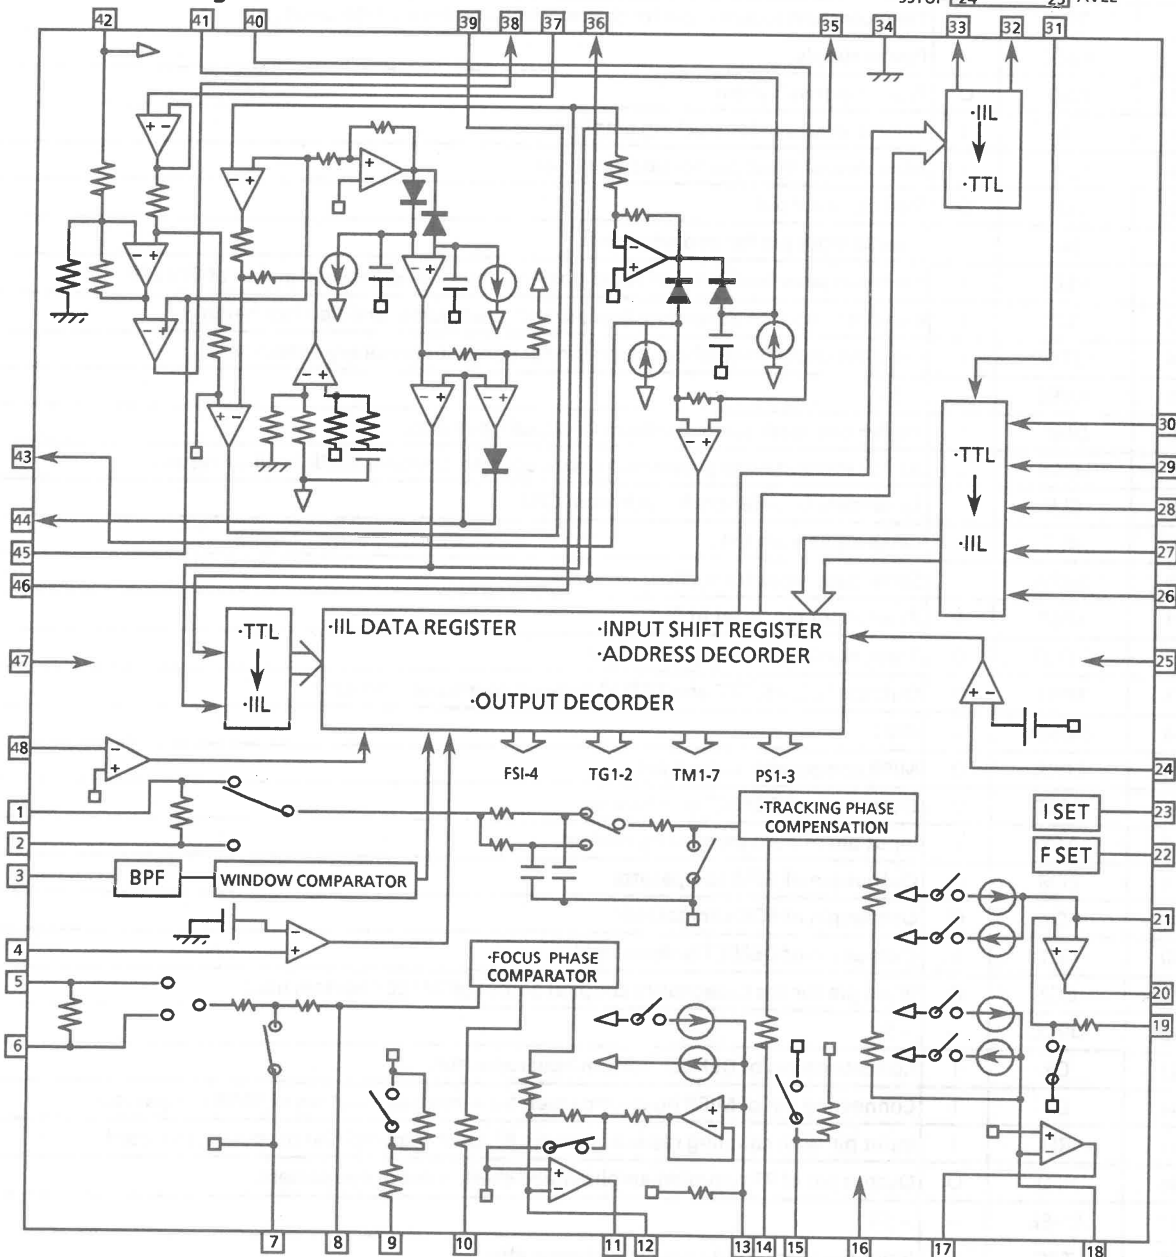 42 41 40 39 38 37 36 35 34 33 32 31
·IIL
·TTL
·TTL
·IIL
30
29
28
27
26
43
44
45
46
·TTL
·IIL
·IIL DATA REGISTER
·INPUT SHIFT REGISTER
·ADDRESS DECORDER
·OUTPUT DECORDER
47
25
48
24
FSI-4 TG1-2 TM1-7 PS1-3
1
·TRACKING PHASE
COMPENSATION
I SET
23
2
F SET
22
3
BPF
WINDOW COMPARATOR
21
4
·FOCUS PHASE
COMPARATOR
5
20
19
6
7 8 9 10 11 12 13 14 15 16 17 18